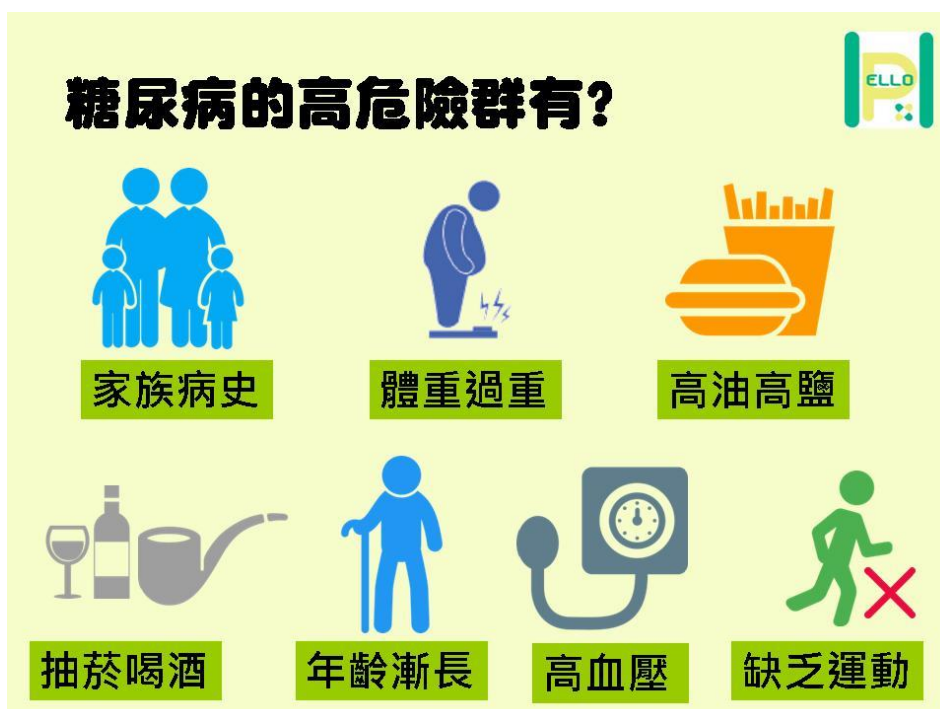 糖尿病的高危險群有?
ELLO
P
家族病史
體重過重
高油高鹽
抽菸喝酒
年齡漸長
高血壓
缺乏運動